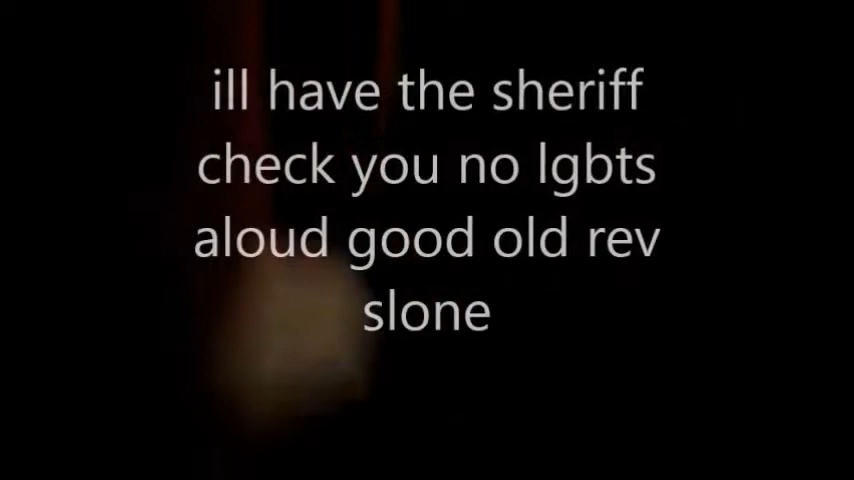 ill have the sheriff
check you no lgbts
aloud good old rev
slone